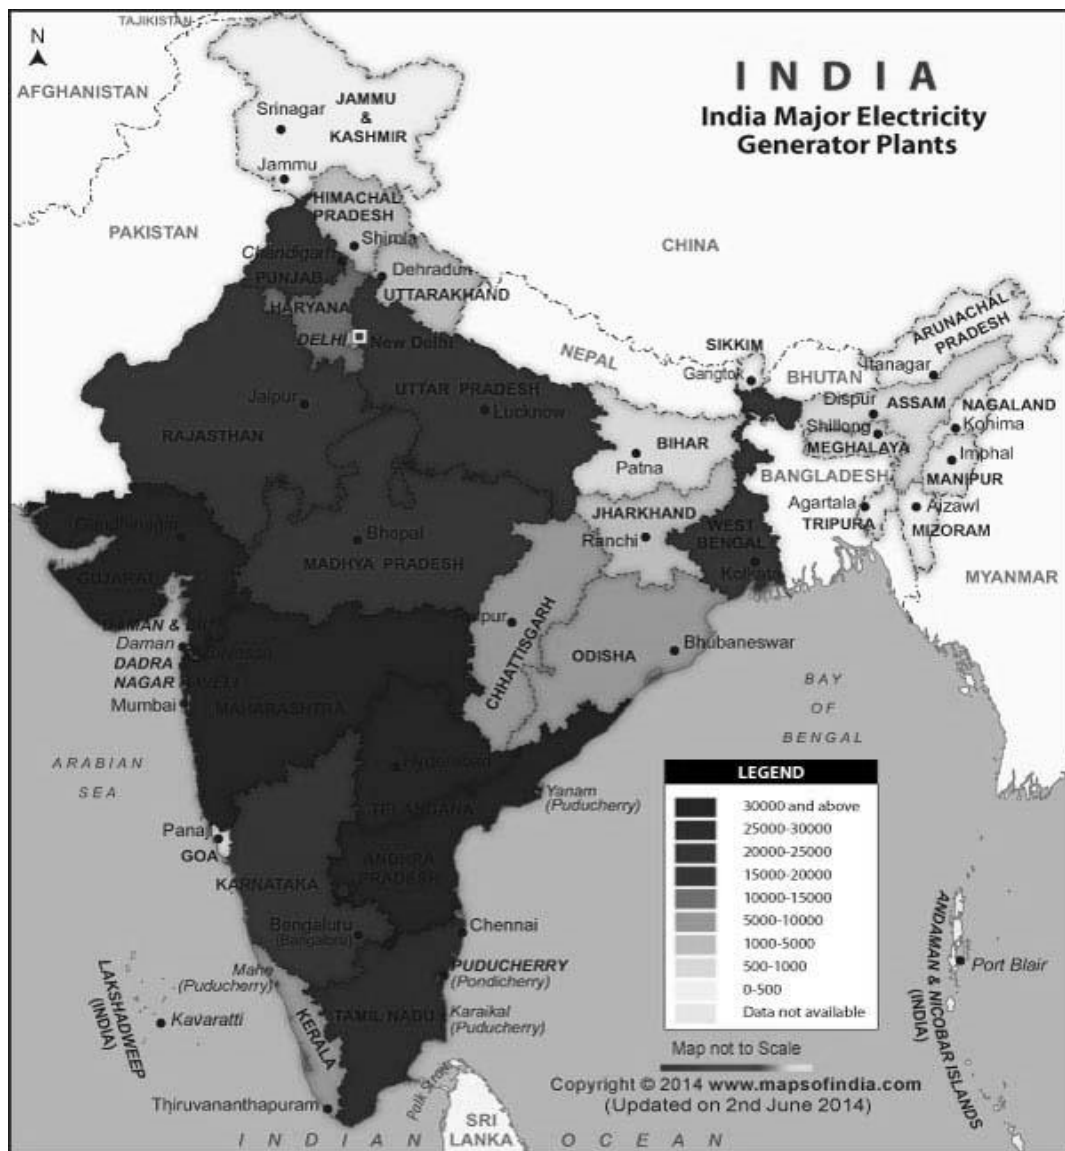 TAJIKISTAN
N
AFGHANISTAN
INDIA
India Major Electricity
Generator Plants
Srinagar
JAMMU
&
KASHMIR
Jammu
HIMACHAL
PRADESH
PAKISTAN
Shimla
CHINA
Chandigarh
PUNJAB
Dehradun
UTTARAKHAND
HARYANA
DELHI
New Delhi
NEPAL
SIKKIM
Gangtok
BHUTAN
ARUNACHAL
PRADESH
Itanagar
UTTAR PRADESH
Jaipur
Lucknow
RAJASTHAN
Dispur
ASSAM
NAGALAND
Shillong
Kohima
MEGHALAYA
BIHAR
Patna
Imphal
BANGLADESH
MANIPUR
Agartala
Aizawl
TRIPURA
MIZORAM
JHARKHAND
Ranchi
WEST
BENGAL
Kolkata
Gandhinagar
Bhopal
MADHYA PRADESH
GUJARAT
MYANMAR
DAMAN & DIU
Daman
DADRA
NAGAR HAVELI
Mumbai
MAHARASHTRA
Raipur
CHHATTISGARH
ODISHA
Bhubaneswar
BAY
OF
BENGAL
ARABIAN
SEA
Hyderabad
TELANGANA
Yanam
(Puducherry)
Panaji
GOA
KARNATAKA
ANDHRA
PRADESH
Bengaluru
(Bangalore)
Chennai
Mahe
(Puducherry)
PUDUCHERRY
(Pondicherry)
LAKSHADWEEP
(INDIA)
Kavaratti
KERALA
TAMIL NADU
Karaikal
(Puducherry)
Thiruvananthapuram
Palk Strait
SRI
LANKA
INDIAN OCEAN
LEGEND
30000 and above
25000-30000
20000-25000
15000-20000
10000-15000
5000-10000
1000-5000
500-1000
0-500
Data not available
Map not to Scale
Copyright © 2014 www.mapsofindia.com
(Updated on 2nd June 2014)
ANDAMAN & NICOBAR ISLANDS
(INDIA)
Port Blair